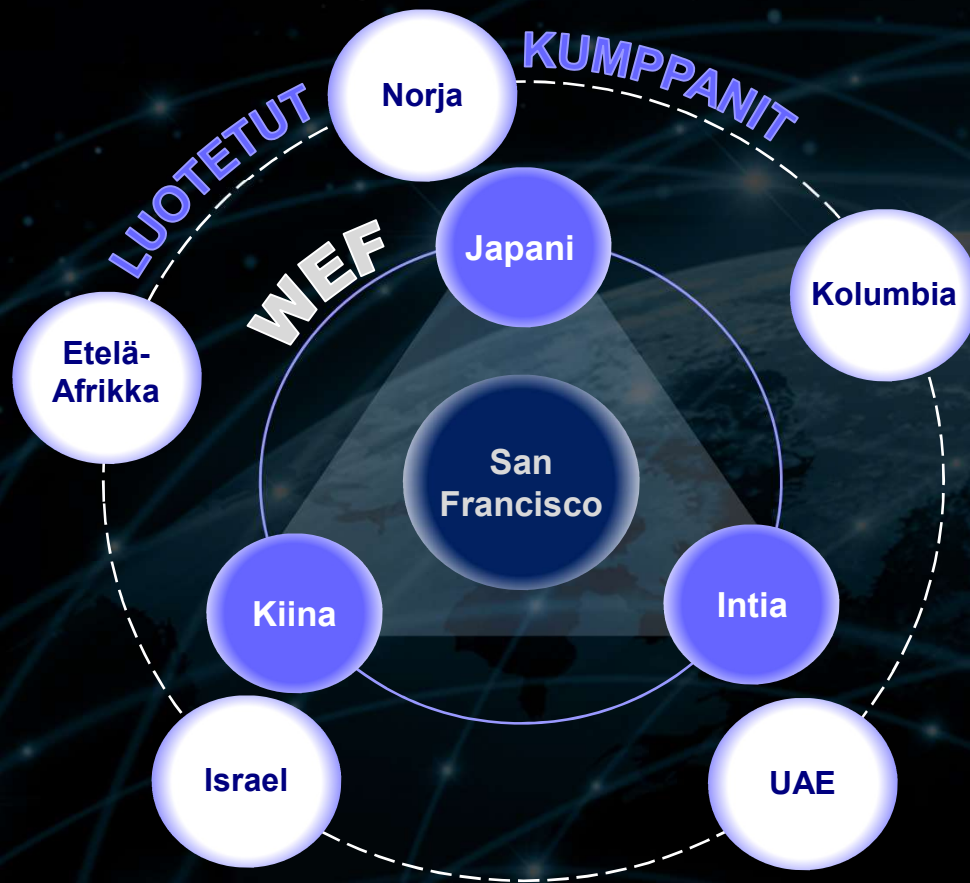 LUOTETUT KUMPPANIT
Norja
WEF
Japani
Kolumbia
Etelä-
Afrikka
San
Francisco
Kiina
Intia
Israel
UAE